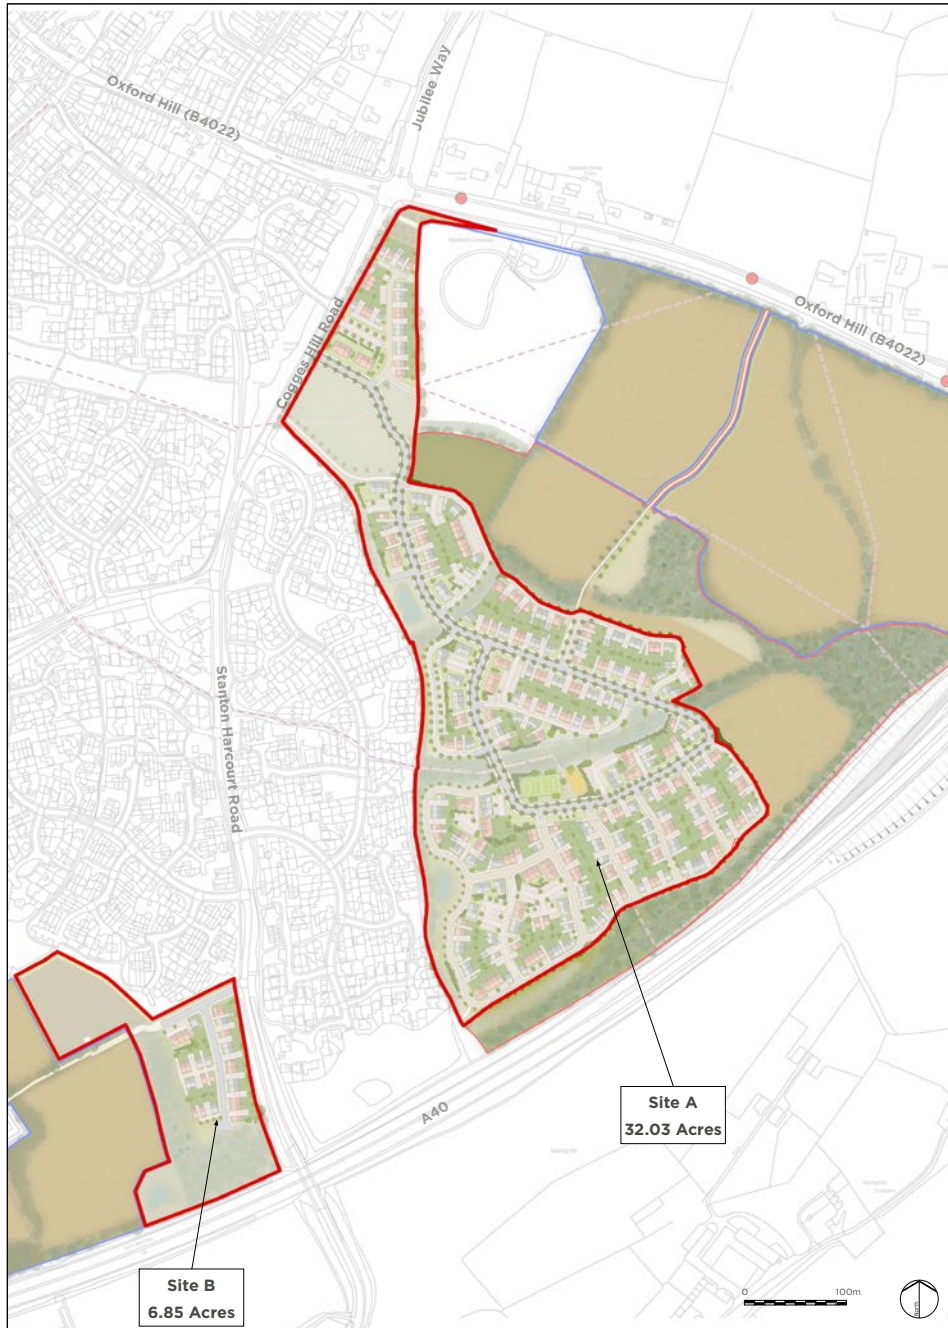 Jubilee Way
Oxford Hill (B4022)
Cogges Hill Road
Oxford Hill (B4022)
Stanton Harcourt Road
A40
Site A
32.03 Acres
Site B
6.85 Acres
0
100m
North